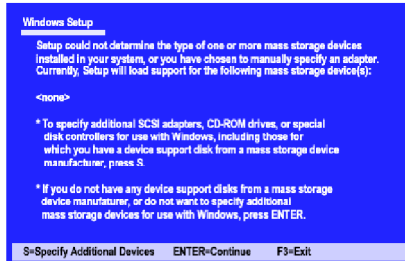 Windows Setup
Setup could not determine the type of one or more mass storage devices
installed in your system, or you have chosen to manually specify an adapter.
Currently, Setup will load support for the following mass storage device(s):
<none>
* To specify additional SCSI adapters, CD-ROM drives, or special
disk controllers for use with Windows, including those for
which you have a device support disk from a mass storage device
manufacturer, press S.
* If you do not have any device support disks from a mass storage
device manufaturer, or do not want to specify additional
mass storage devices for use with Windows, press ENTER.
S=Specify Additional Devices ENTER=Continue F3=Exit